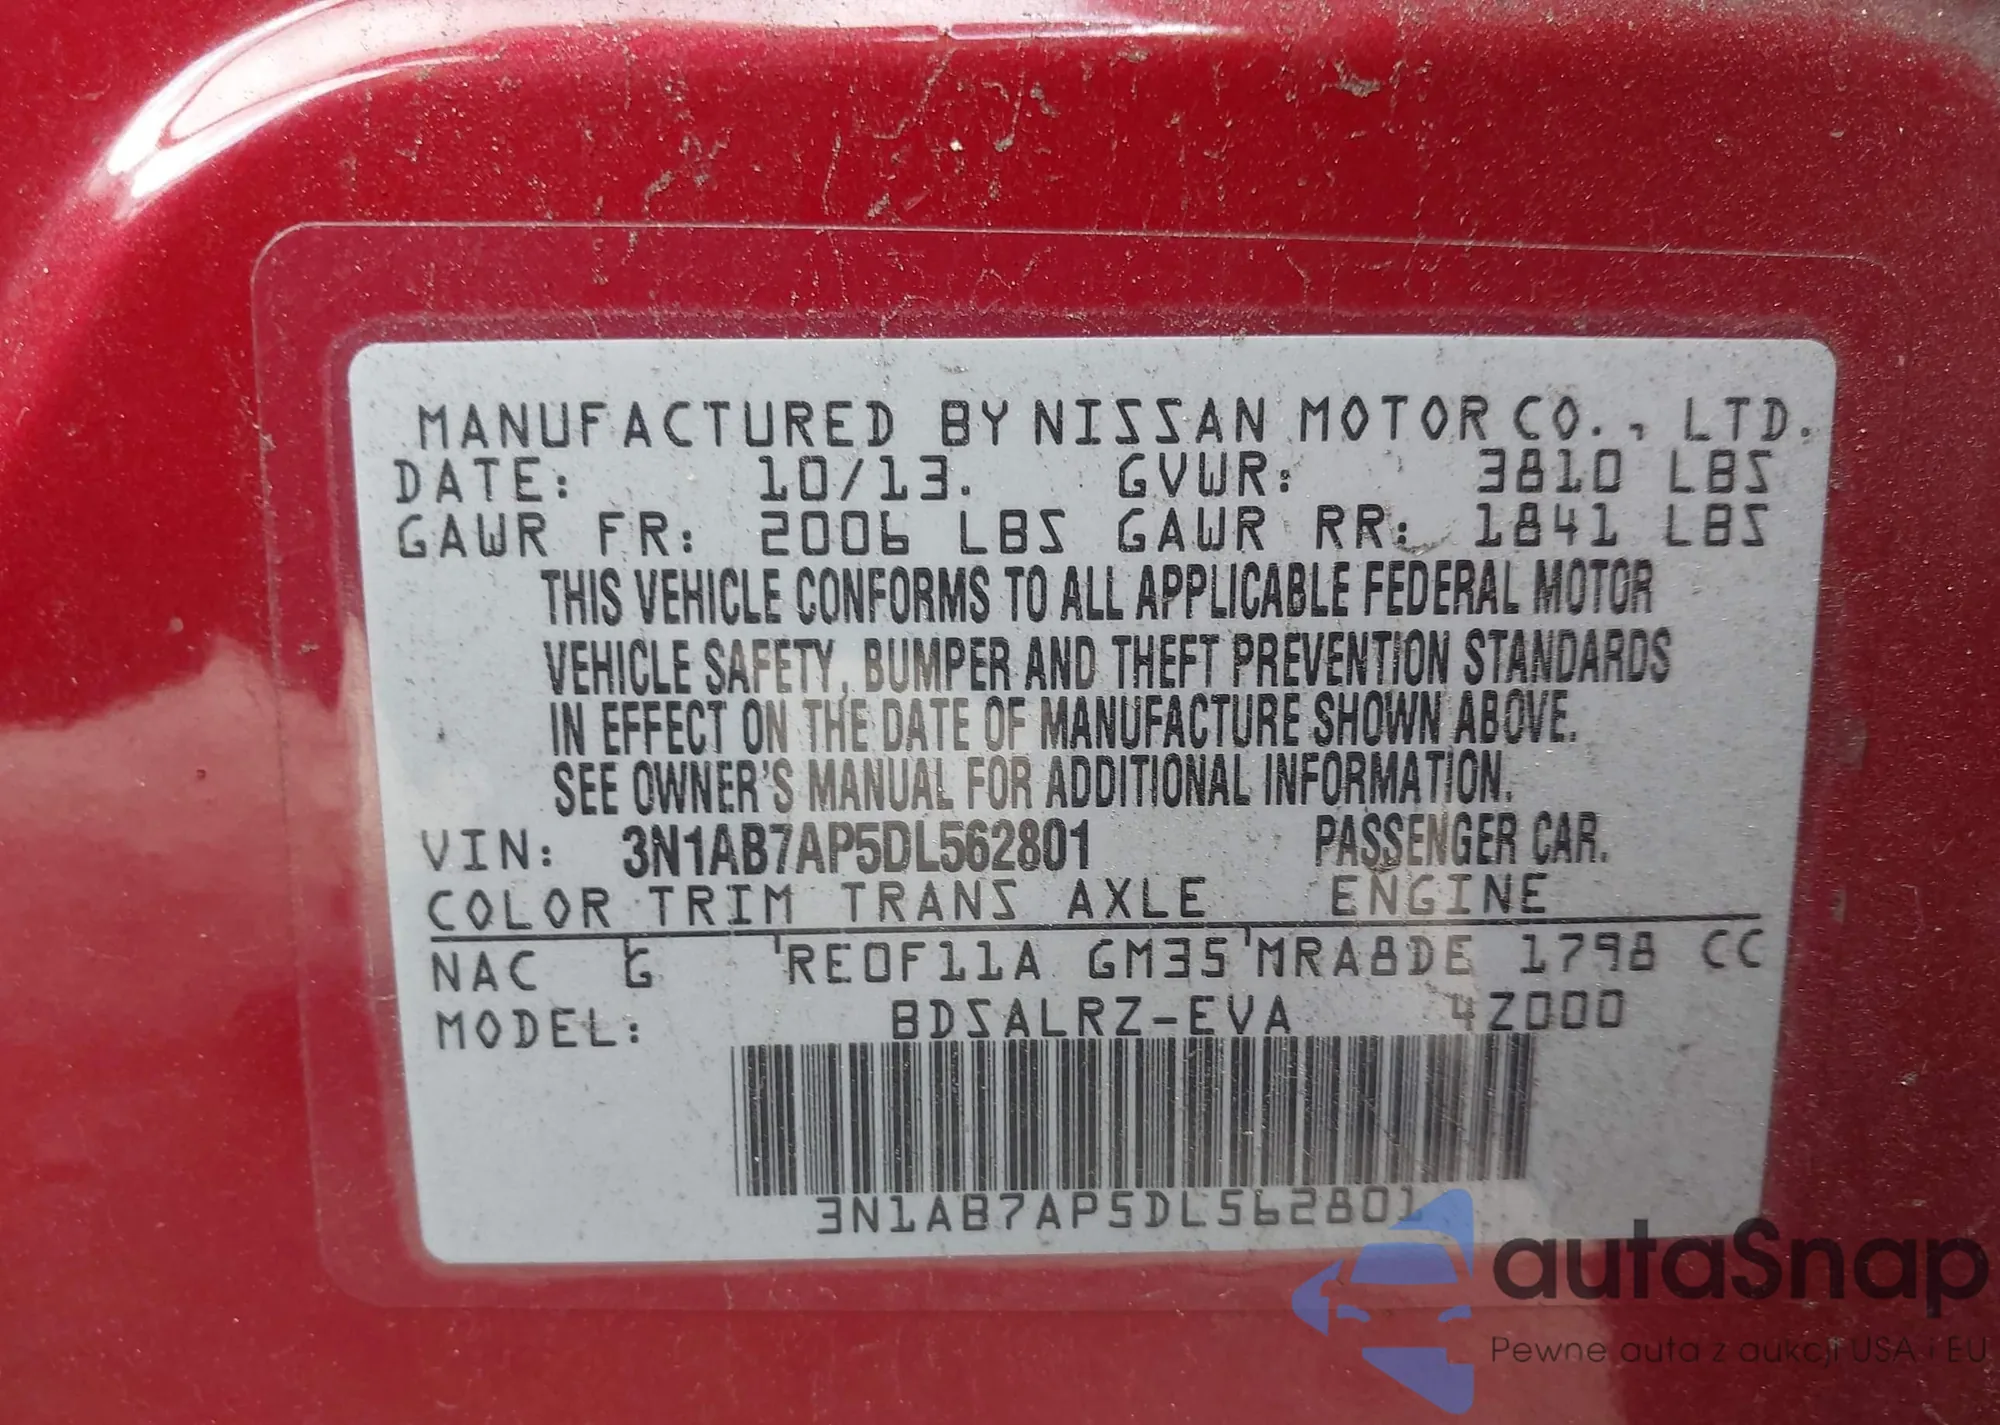 MANUFACTURED BY NISSAN MOTOR CO., LTD.
DATE: 10/13. GVWR: 3810 LBS
GAWR FR: 2006 LBS GAWR RR: 1841 LBS
THIS VEHICLE CONFORMS TO ALL APPLICABLE FEDERAL MOTOR
VEHICLE SAFETY, BUMPER AND THEFT PREVENTION STANDARDS
IN EFFECT ON THE DATE OF MANUFACTURE SHOWN ABOVE.
SEE OWNER'S MANUAL FOR ADDITIONAL INFORMATION.
VIN: 3N1AB7AP5DL562801 PASSENGER CAR.
COLOR TRIM TRANS AXLE ENGINE
NAC G RE0F11A GM35 MRA8DE 1798 CC
MODEL: BDSALRZ-EVA 4Z000
3N1AB7AP5DL562801
autaSnap
Pewne auta z aukcji USA i EU